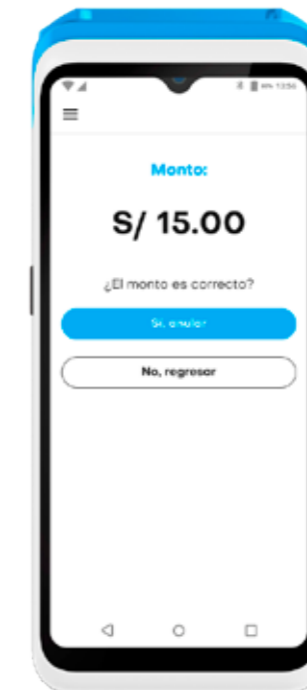 Monto:
S/ 15.00
¿El monto es correcto?
Sí, anular
No, regresar